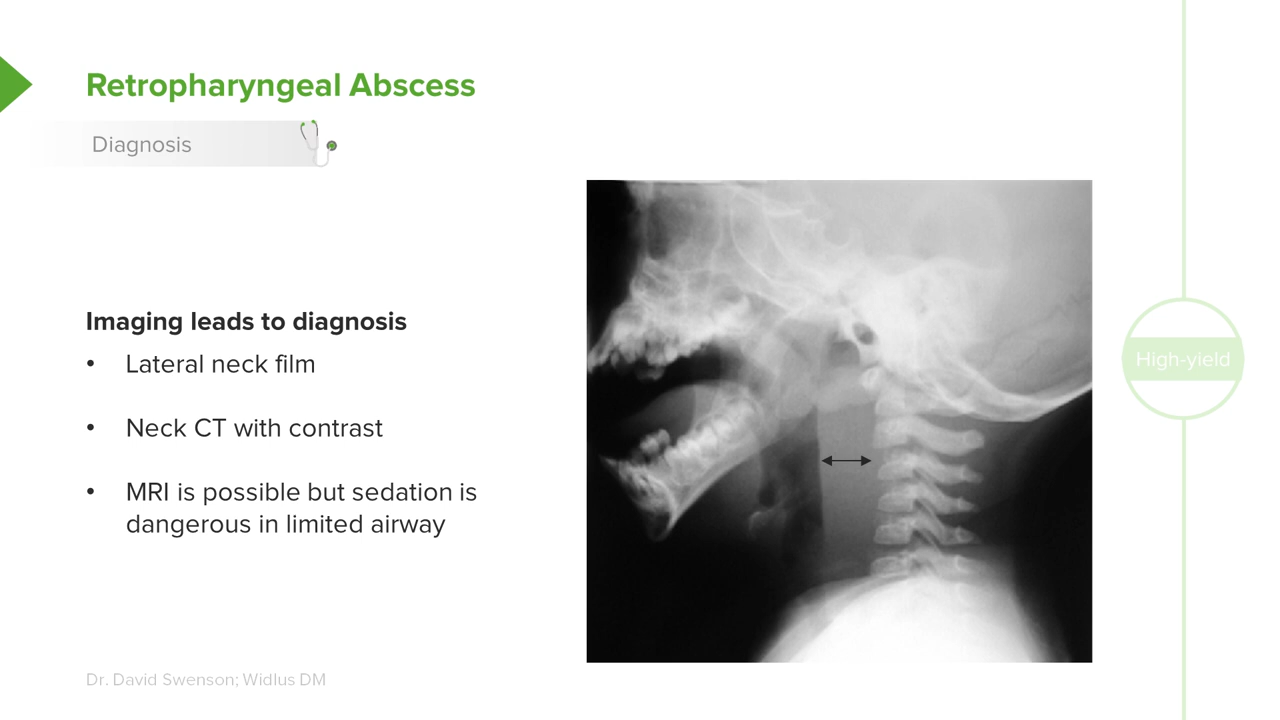 Retropharyngeal Abscess
Diagnosis
Imaging leads to diagnosis
• Lateral neck film
• Neck CT with contrast
• MRI is possible but sedation is
dangerous in limited airway
High-yield
Dr. David Swenson; Widlus DM